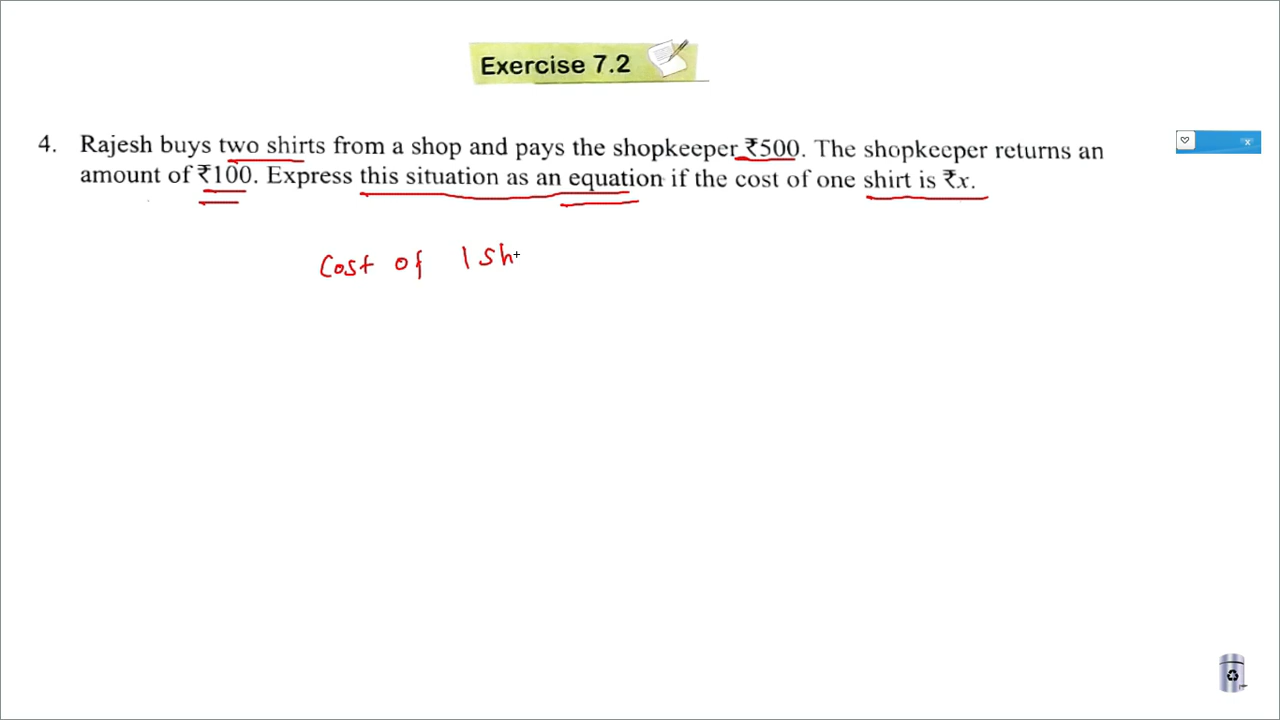 Exercise 7.2
4. Rajesh buys two shirts from a shop and pays the shopkeeper ₹500. The shopkeeper returns an
amount of ₹100. Express this situation as an equation if the cost of one shirt is ₹x.
Cost of 1 Sh